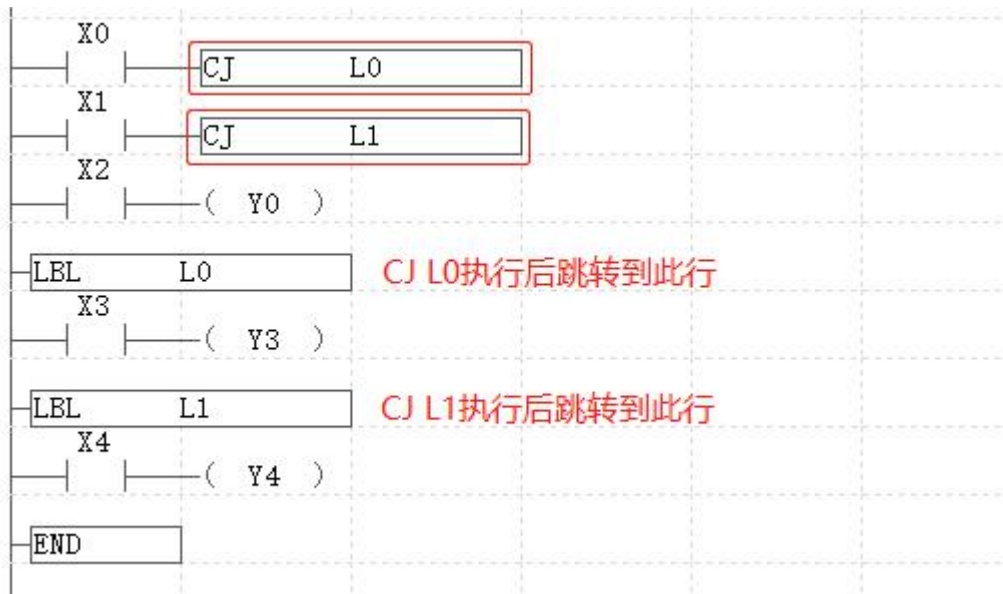 X0
CJ L0
X1
CJ L1
X2
( Y0 )
LBL L0 CJ L0执行后跳转到此行
X3
( Y3 )
LBL L1 CJ L1执行后跳转到此行
X4
( Y4 )
END